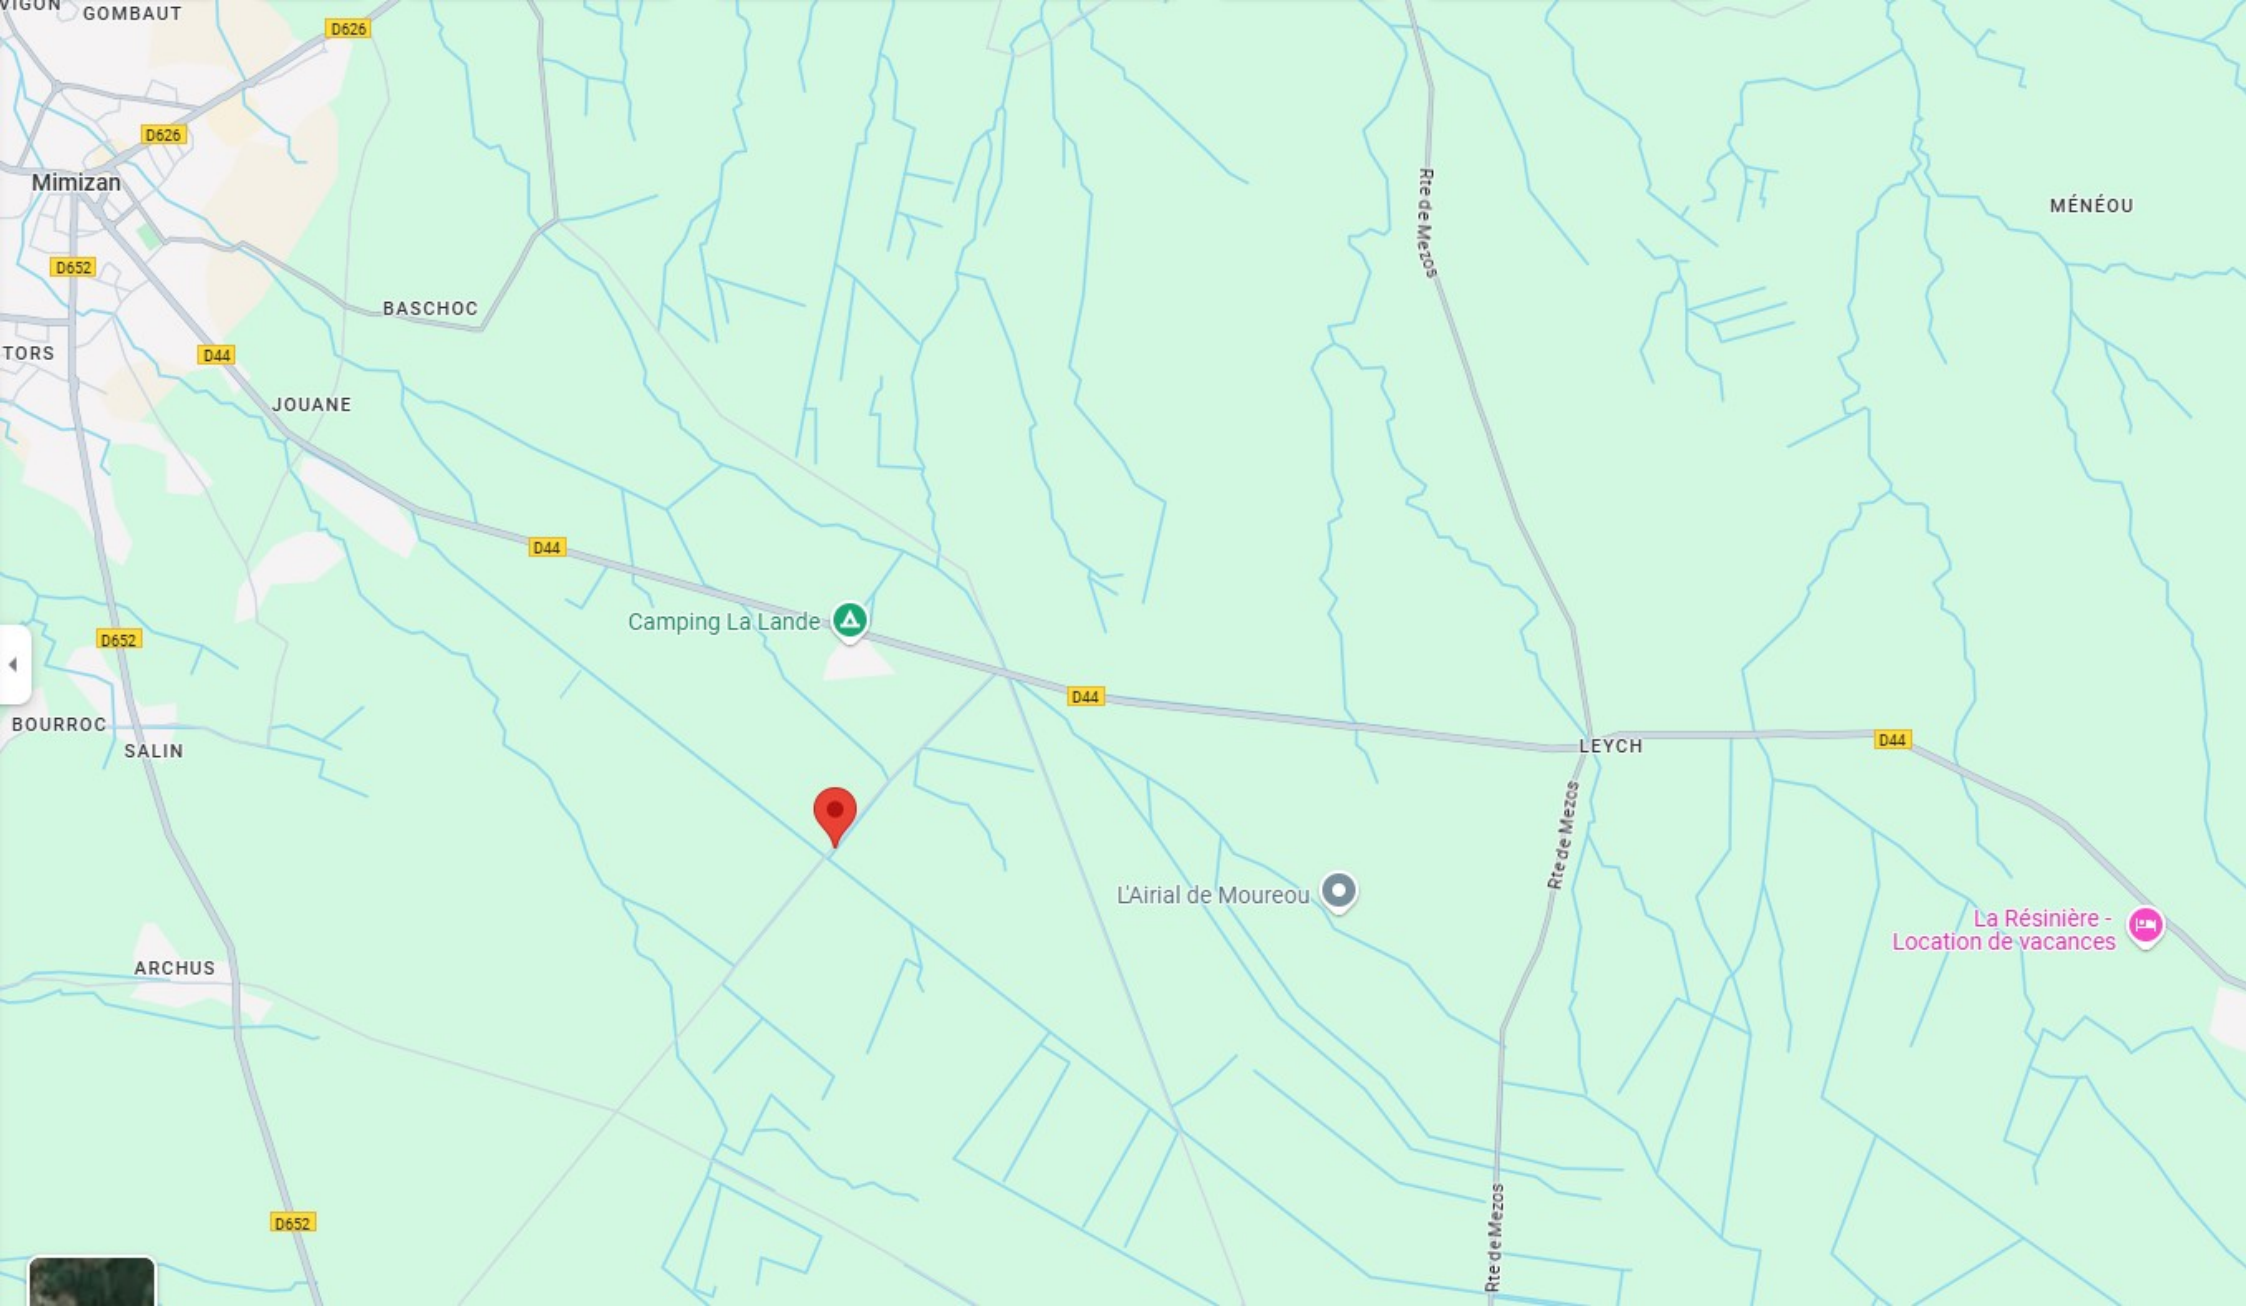 VIGON
GOMBAUT
D626
D626
Mimizan
Rte de Mezos
MÉNÉOU
D652
BASCHOC
TORS
D44
JOUANE
D44
Camping La Lande
D652
D44
BOURROC
SALIN
LEYCH
D44
Rte de Mezos
L'Airial de Moureou
La Résinière -
Location de vacances
ARCHUS
D652
Rte de Mezos